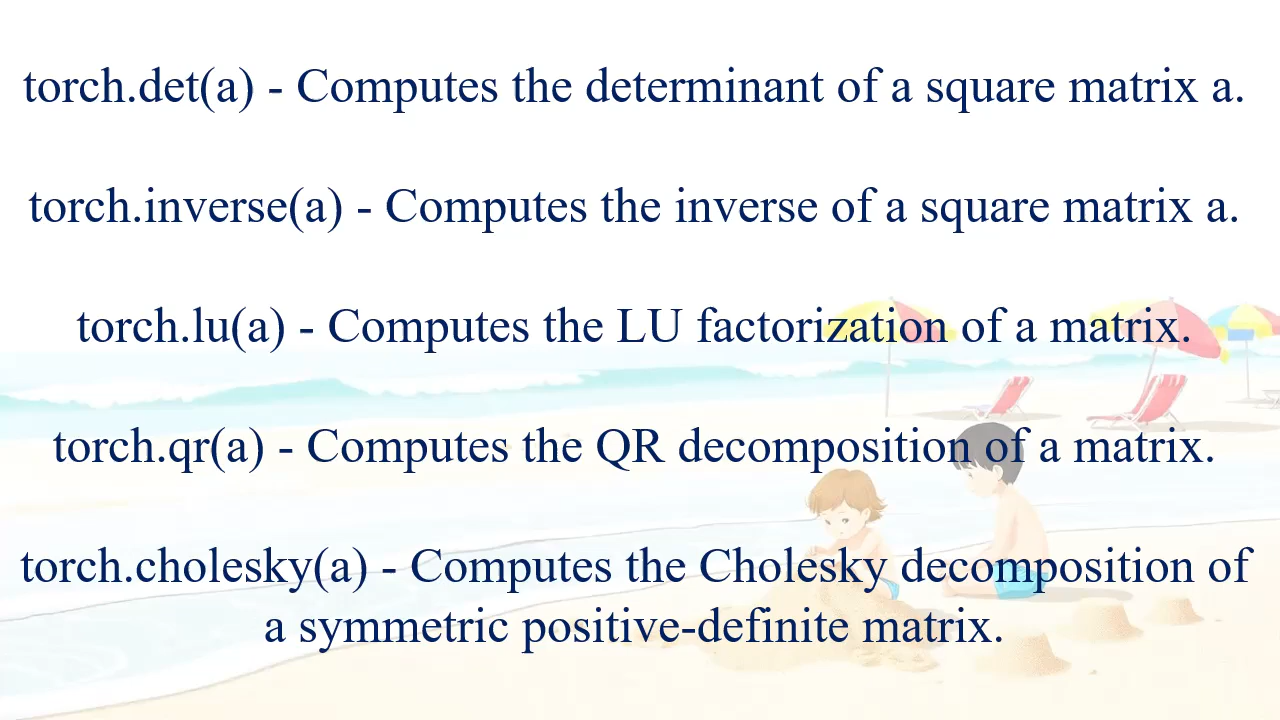 torch.det(a) - Computes the determinant of a square matrix a.
torch.inverse(a) - Computes the inverse of a square matrix a.
torch.lu(a) - Computes the LU factorization of a matrix.
torch.qr(a) - Computes the QR decomposition of a matrix.
torch.cholesky(a) - Computes the Cholesky decomposition of
a symmetric positive-definite matrix.